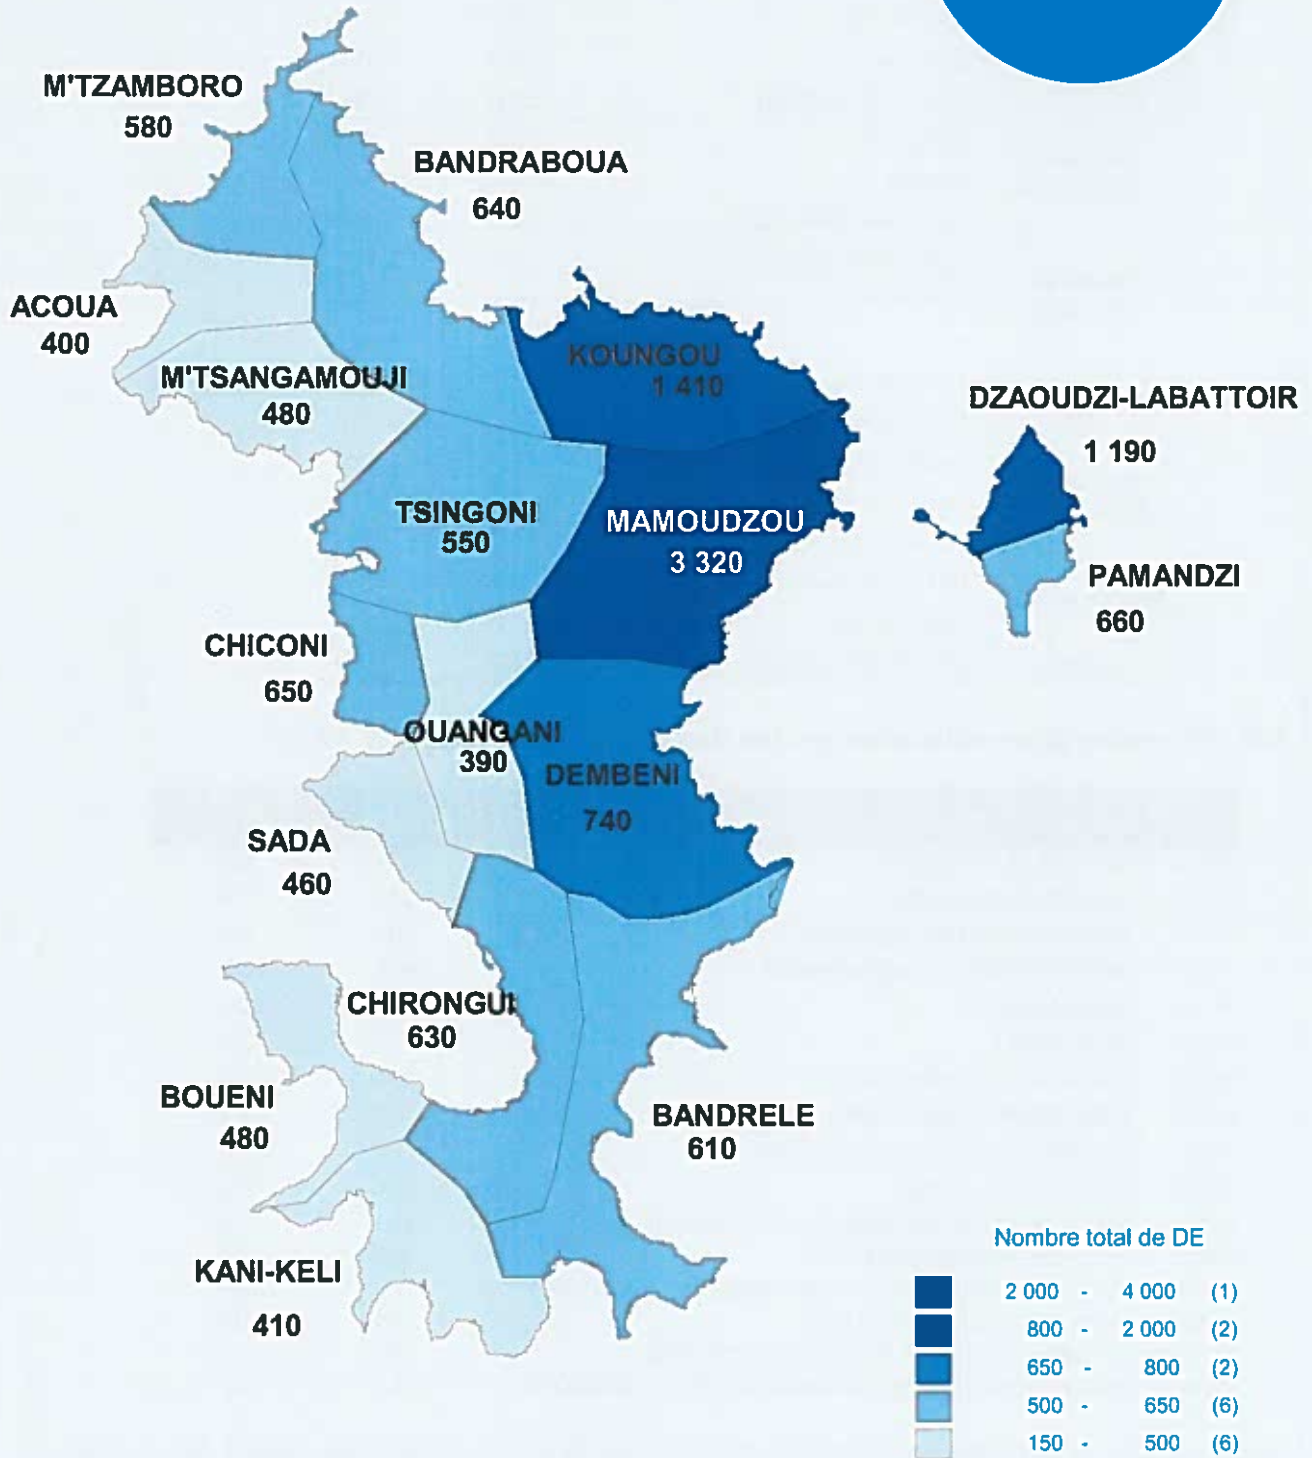 M'TZAMBORO
580
BANDRABOUA
640
ACOUA
400
M'TSANGAMOUJI
480
KOUNGOU
1 410
DZAOUDZI-LABATTOIR
1 190
TSINGONI
550
MAMOUDZOU
3 320
PAMANDZI
660
CHICONI
650
OUANGANI
390
DEMBENI
740
SADA
460
CHIRONGUI
630
BOUENI
480
BANDRELE
610
KANI-KELI
410
Nombre total de DE
2 000 - 4 000 (1)
800 - 2 000 (2)
650 - 800 (2)
500 - 650 (6)
150 - 500 (6)